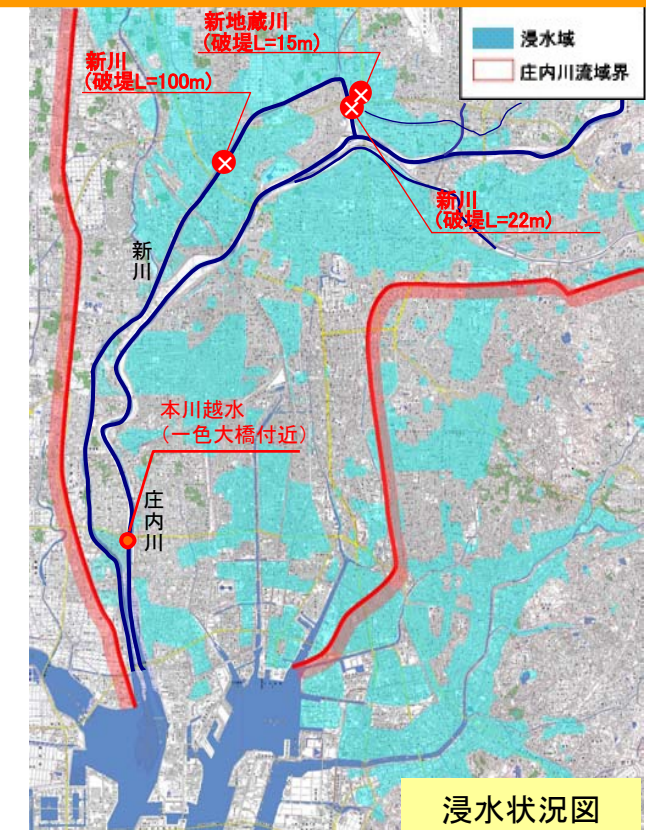 新地蔵川
(破堤L=15m)
新川
(破堤L=100m)
浸水域
庄内川流域界
新川
(破堤L=22m)
新川
本川越水
(一色大橋付近)
庄内川
浸水状況図